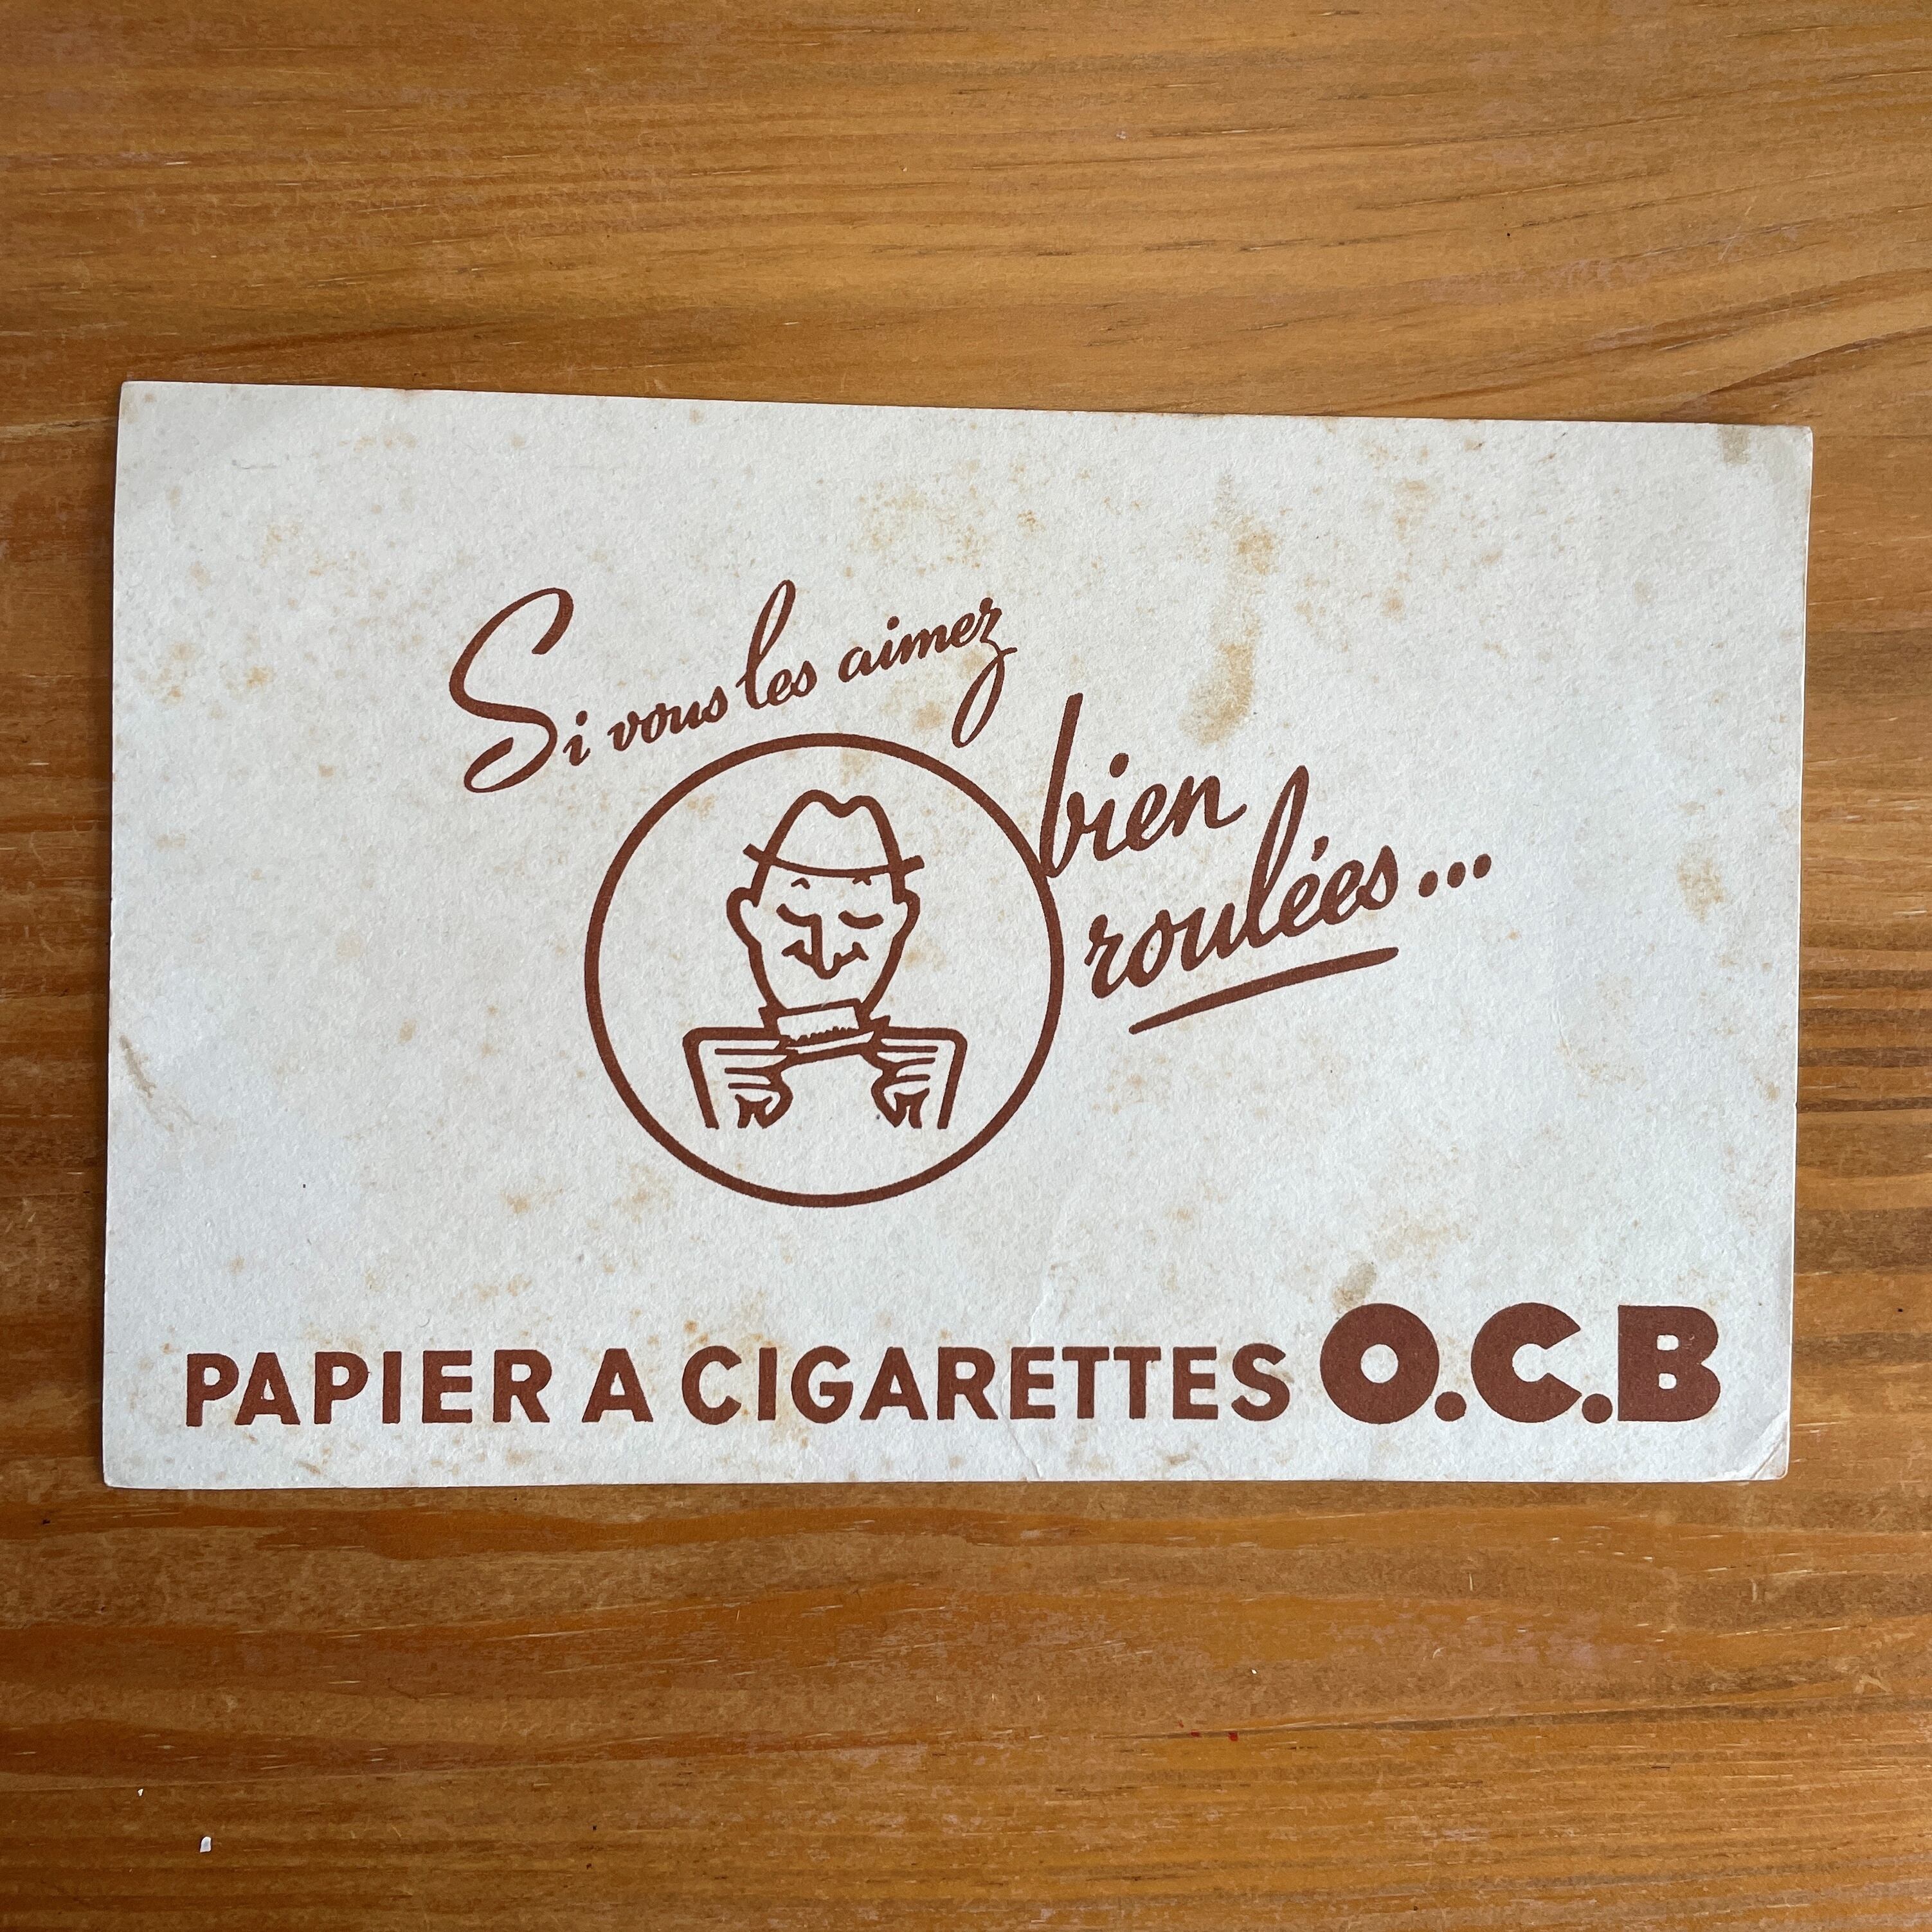 Si vous les aimez
bien
roulées...
PAPIER A CIGARETTES O.C.B